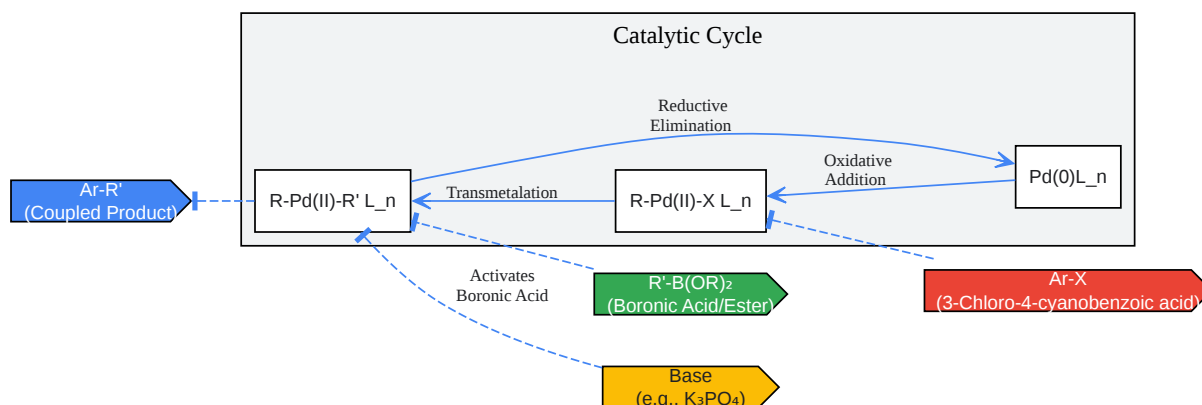 Catalytic Cycle
Reductive
Elimination
Oxidative
Addition
Pd(0)L_n
Ar-R'
(Coupled Product)
R-Pd(II)-R' L_n
Transmetalation
R-Pd(II)-X L_n
Activates
Boronic Acid
R'-B(OR)₂
(Boronic Acid/Ester)
Ar-X
(3-Chloro-4-cyanobenzoic acid)
Base
(e.g., K₃PO₄)